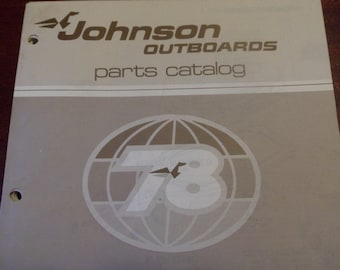 Johnson
OUTBOARDS
parts catalog
78